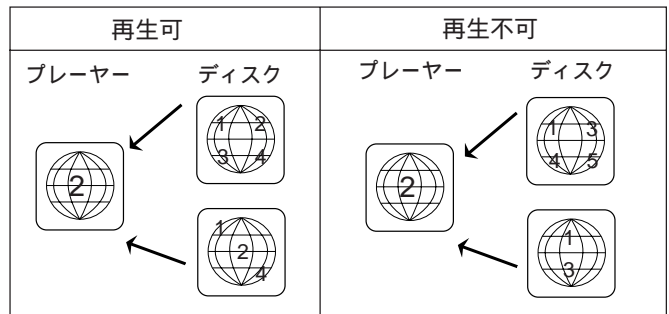 再生可 再生不可
プレーヤー ディスク プレーヤー ディスク
1 2 1 3
3 4 4 5
2 2
1 1
2 3
4